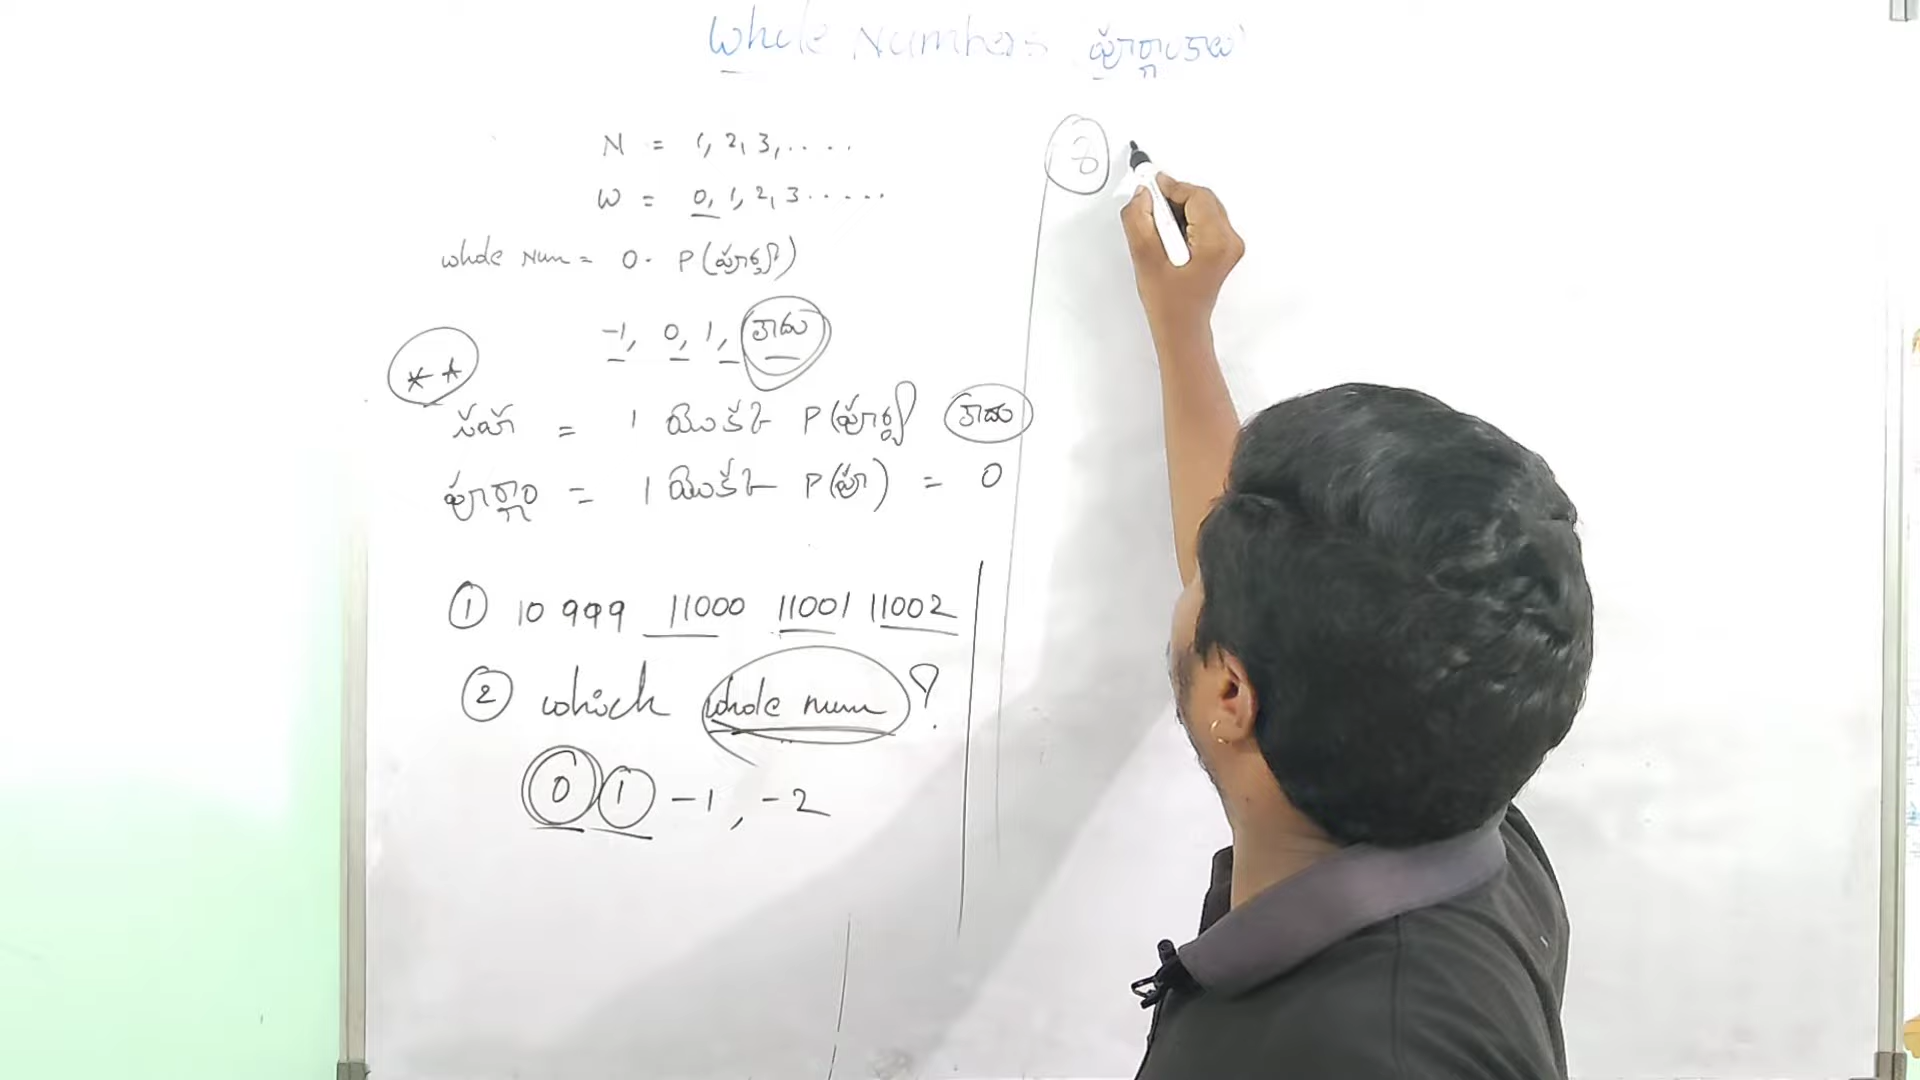 Whole Numbers పూర్ణాంకాలు
N = 1, 2, 3, ....
W = 0, 1, 2, 3 .....
whole Num = 0. P(పూర్వ)
-1, 0, 1, కాదు
**
సహ = 1 యొక్క P(పూర్వ) కాదు
పూర్ణా = 1 యొక్క P(పూ) = 0
① 10 999 11000 11001 11002
② which whole num?
0 1 -1, -2